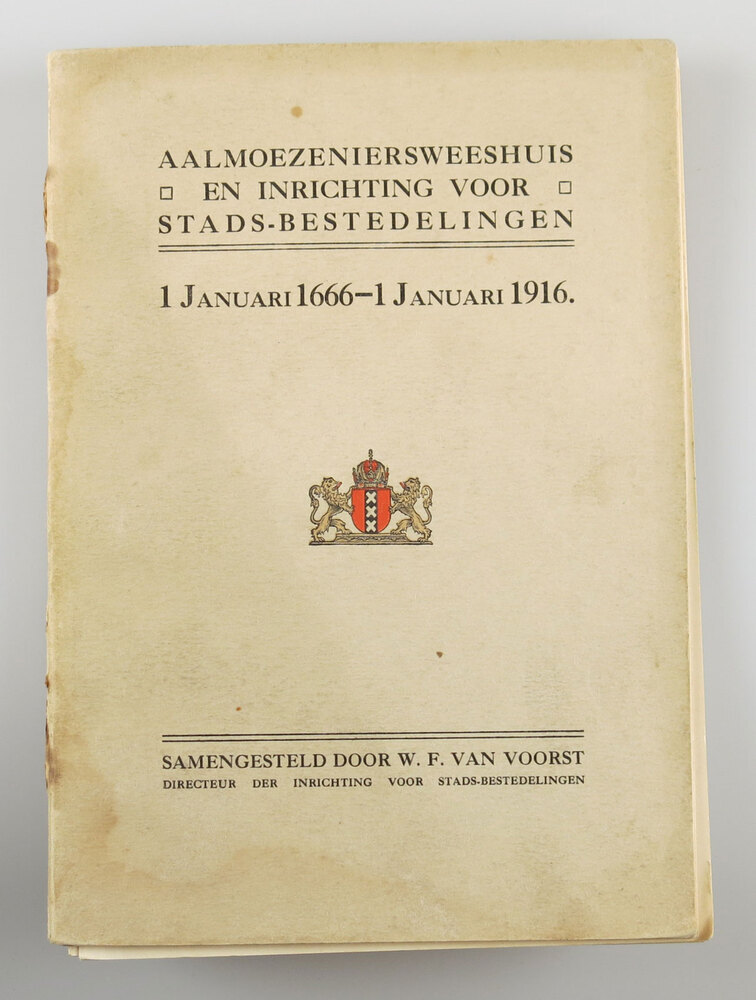 AALMOEZENIERSWEESHUIS
EN INRICHTING VOOR
STADS-BESTEDELINGEN
1 JANUARI 1666–1 JANUARI 1916.
SAMENGESTELD DOOR W. F. VAN VOORST
DIRECTEUR DER INRICHTING VOOR STADS-BESTEDELINGEN